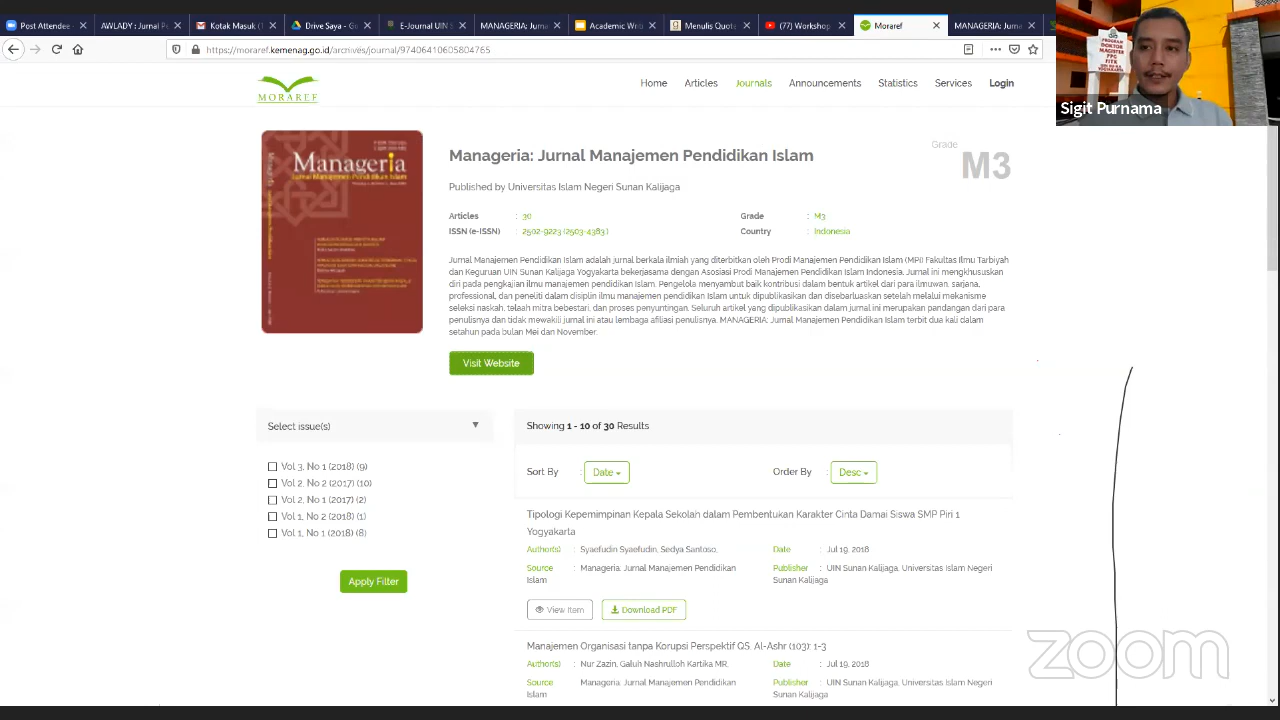 Post Attendee
AWLADY : Jurnal P
Kotak Masuk (1
Drive Saya - Go
E-Journal UIN S
MANAGERIA: Jurn
Academic Writ
Menulis Quote
(77) Workshop
Moraref
MANAGERIA: Jurn
https://moraref.kemenag.go.id/archives/journal/97406410605804765
MORAREF
Home
Articles
Journals
Announcements
Statistics
Services
Login
Sigit Purnama
PROGRAM
DOKTOR
MAGISTER
PPG
FITK
Manageria
Jurnal Manajemen Pendidikan Islam
Manageria: Jurnal Manajemen Pendidikan Islam
Grade
M3
Published by Universitas Islam Negeri Sunan Kalijaga
Articles : 30
Grade : M3
ISSN (e-ISSN) : 2502-9223 (2503-4383)
Country : Indonesia
Jurnal Manajemen Pendidikan Islam adalah jurnal berkala ilmiah yang diterbitkan oleh Prodi Manajemen Pendidikan Islam (MPI) Fakultas Ilmu Tarbiyah
dan Keguruan UIN Sunan Kalijaga Yogyakarta bekerjasama dengan Asosiasi Prodi Manajemen Pendidikan Islam Indonesia. Jurnal ini mengkhususkan
diri pada pengkajian ilmu manajemen pendidikan Islam. Pengelola menyambut baik kontribusi dalam bentuk artikel dari para ilmuwan, sarjana,
professional, dan peneliti dalam disiplin ilmu manajemen pendidikan Islam untuk dipublikasikan dan disebarluaskan setelah melalui mekanisme
seleksi naskah, telaah mitra bebestari, dan proses penyuntingan. Seluruh artikel yang dipublikasikan dalam jurnal ini merupakan pandangan dari para
penulisnya dan tidak mewakili jurnal ini atau lembaga afiliasi penulisnya. MANAGERIA: Jurnal Manajemen Pendidikan Islam terbit dua kali dalam
setahun pada bulan Mei dan November.
Visit Website
Select issue(s)
Vol 3, No 1 (2018) (9)
Vol 2, No 2 (2017) (10)
Vol 2, No 1 (2017) (2)
Vol 1, No 2 (2018) (1)
Vol 1, No 1 (2018) (8)
Apply Filter
Showing 1 - 10 of 30 Results
Sort By : Date
Order By : Desc
Tipologi Kepemimpinan Kepala Sekolah dalam Pembentukan Karakter Cinta Damai Siswa SMP Piri 1
Yogyakarta
Author(s) : Syaefudin Syaefudin, Sedya Santoso,
Date : Jul 19, 2018
Source : Manageria: Jurnal Manajemen Pendidikan
Islam
Publisher : UIN Sunan Kalijaga, Universitas Islam Negeri
Sunan Kalijaga
View Item
Download PDF
Manajemen Organisasi tanpa Korupsi Perspektif QS, Al-Ashr (103): 1-3
Author(s) : Nur Zazin, Galuh Nashrulloh Kartika MR,
Date : Jul 19, 2018
Source : Manageria: Jurnal Manajemen Pendidikan
Islam
Publisher : UIN Sunan Kalijaga, Universitas Islam Negeri
Sunan Kalijaga
zoom